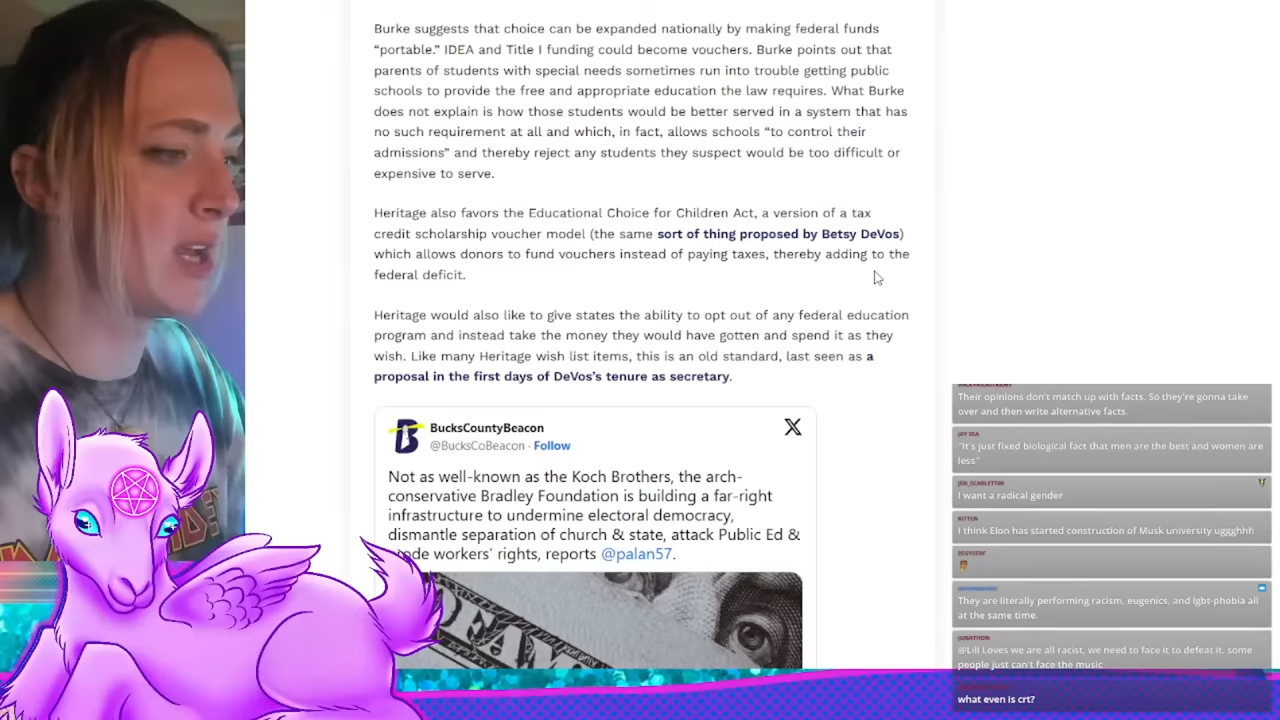 Burke suggests that choice can be expanded nationally by making federal funds
“portable.” IDEA and Title I funding could become vouchers. Burke points out that
parents of students with special needs sometimes run into trouble getting public
schools to provide the free and appropriate education the law requires. What Burke
does not explain is how those students would be better served in a system that has
no such requirement at all and which, in fact, allows schools “to control their
admissions” and thereby reject any students they suspect would be too difficult or
expensive to serve.
Heritage also favors the Educational Choice for Children Act, a version of a tax
credit scholarship voucher model (the same sort of thing proposed by Betsy DeVos)
which allows donors to fund vouchers instead of paying taxes, thereby adding to the
federal deficit.
Heritage would also like to give states the ability to opt out of any federal education
program and instead take the money they would have gotten and spend it as they
wish. Like many Heritage wish list items, this is an old standard, last seen as a
proposal in the first days of DeVos’s tenure as secretary.
BucksCountyBeacon
@BucksCoBeacon · Follow
Not as well-known as the Koch Brothers, the arch-
conservative Bradley Foundation is building a far-right
infrastructure to undermine electoral democracy,
dismantle separation of church & state, attack Public Ed &
workers’ rights, reports @palan57.
Their opinions don't match up with facts. So they're gonna take
over and then write alternative facts.
JAY SEA
"It's just fixed biological fact that men are the best and women are
less"
JEN_SCARLETT09
I want a radical gender
KITTEN
I think Elon has started construction of Musk university uggghhh
They are literally performing racism, eugenics, and lgbt-phobia all
at the same time.
JONATHON
@Lili Loves we are all racist, we need to face it to defeat it. some
people just can't face the music
what even is crt?